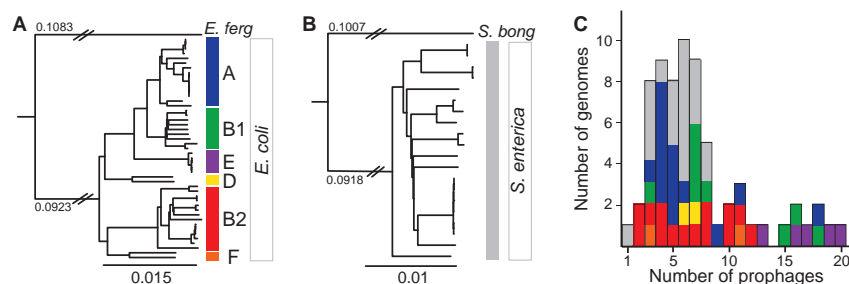 A
E. ferg
0.1083
A
B1
E
D
B2
F
E. coli
0.0923
0.015
B
S. bong
0.1007
S. enterica
0.0918
0.01
C
Number of genomes
10
8
6
4
2
1 5 10 15 20
Number of prophages